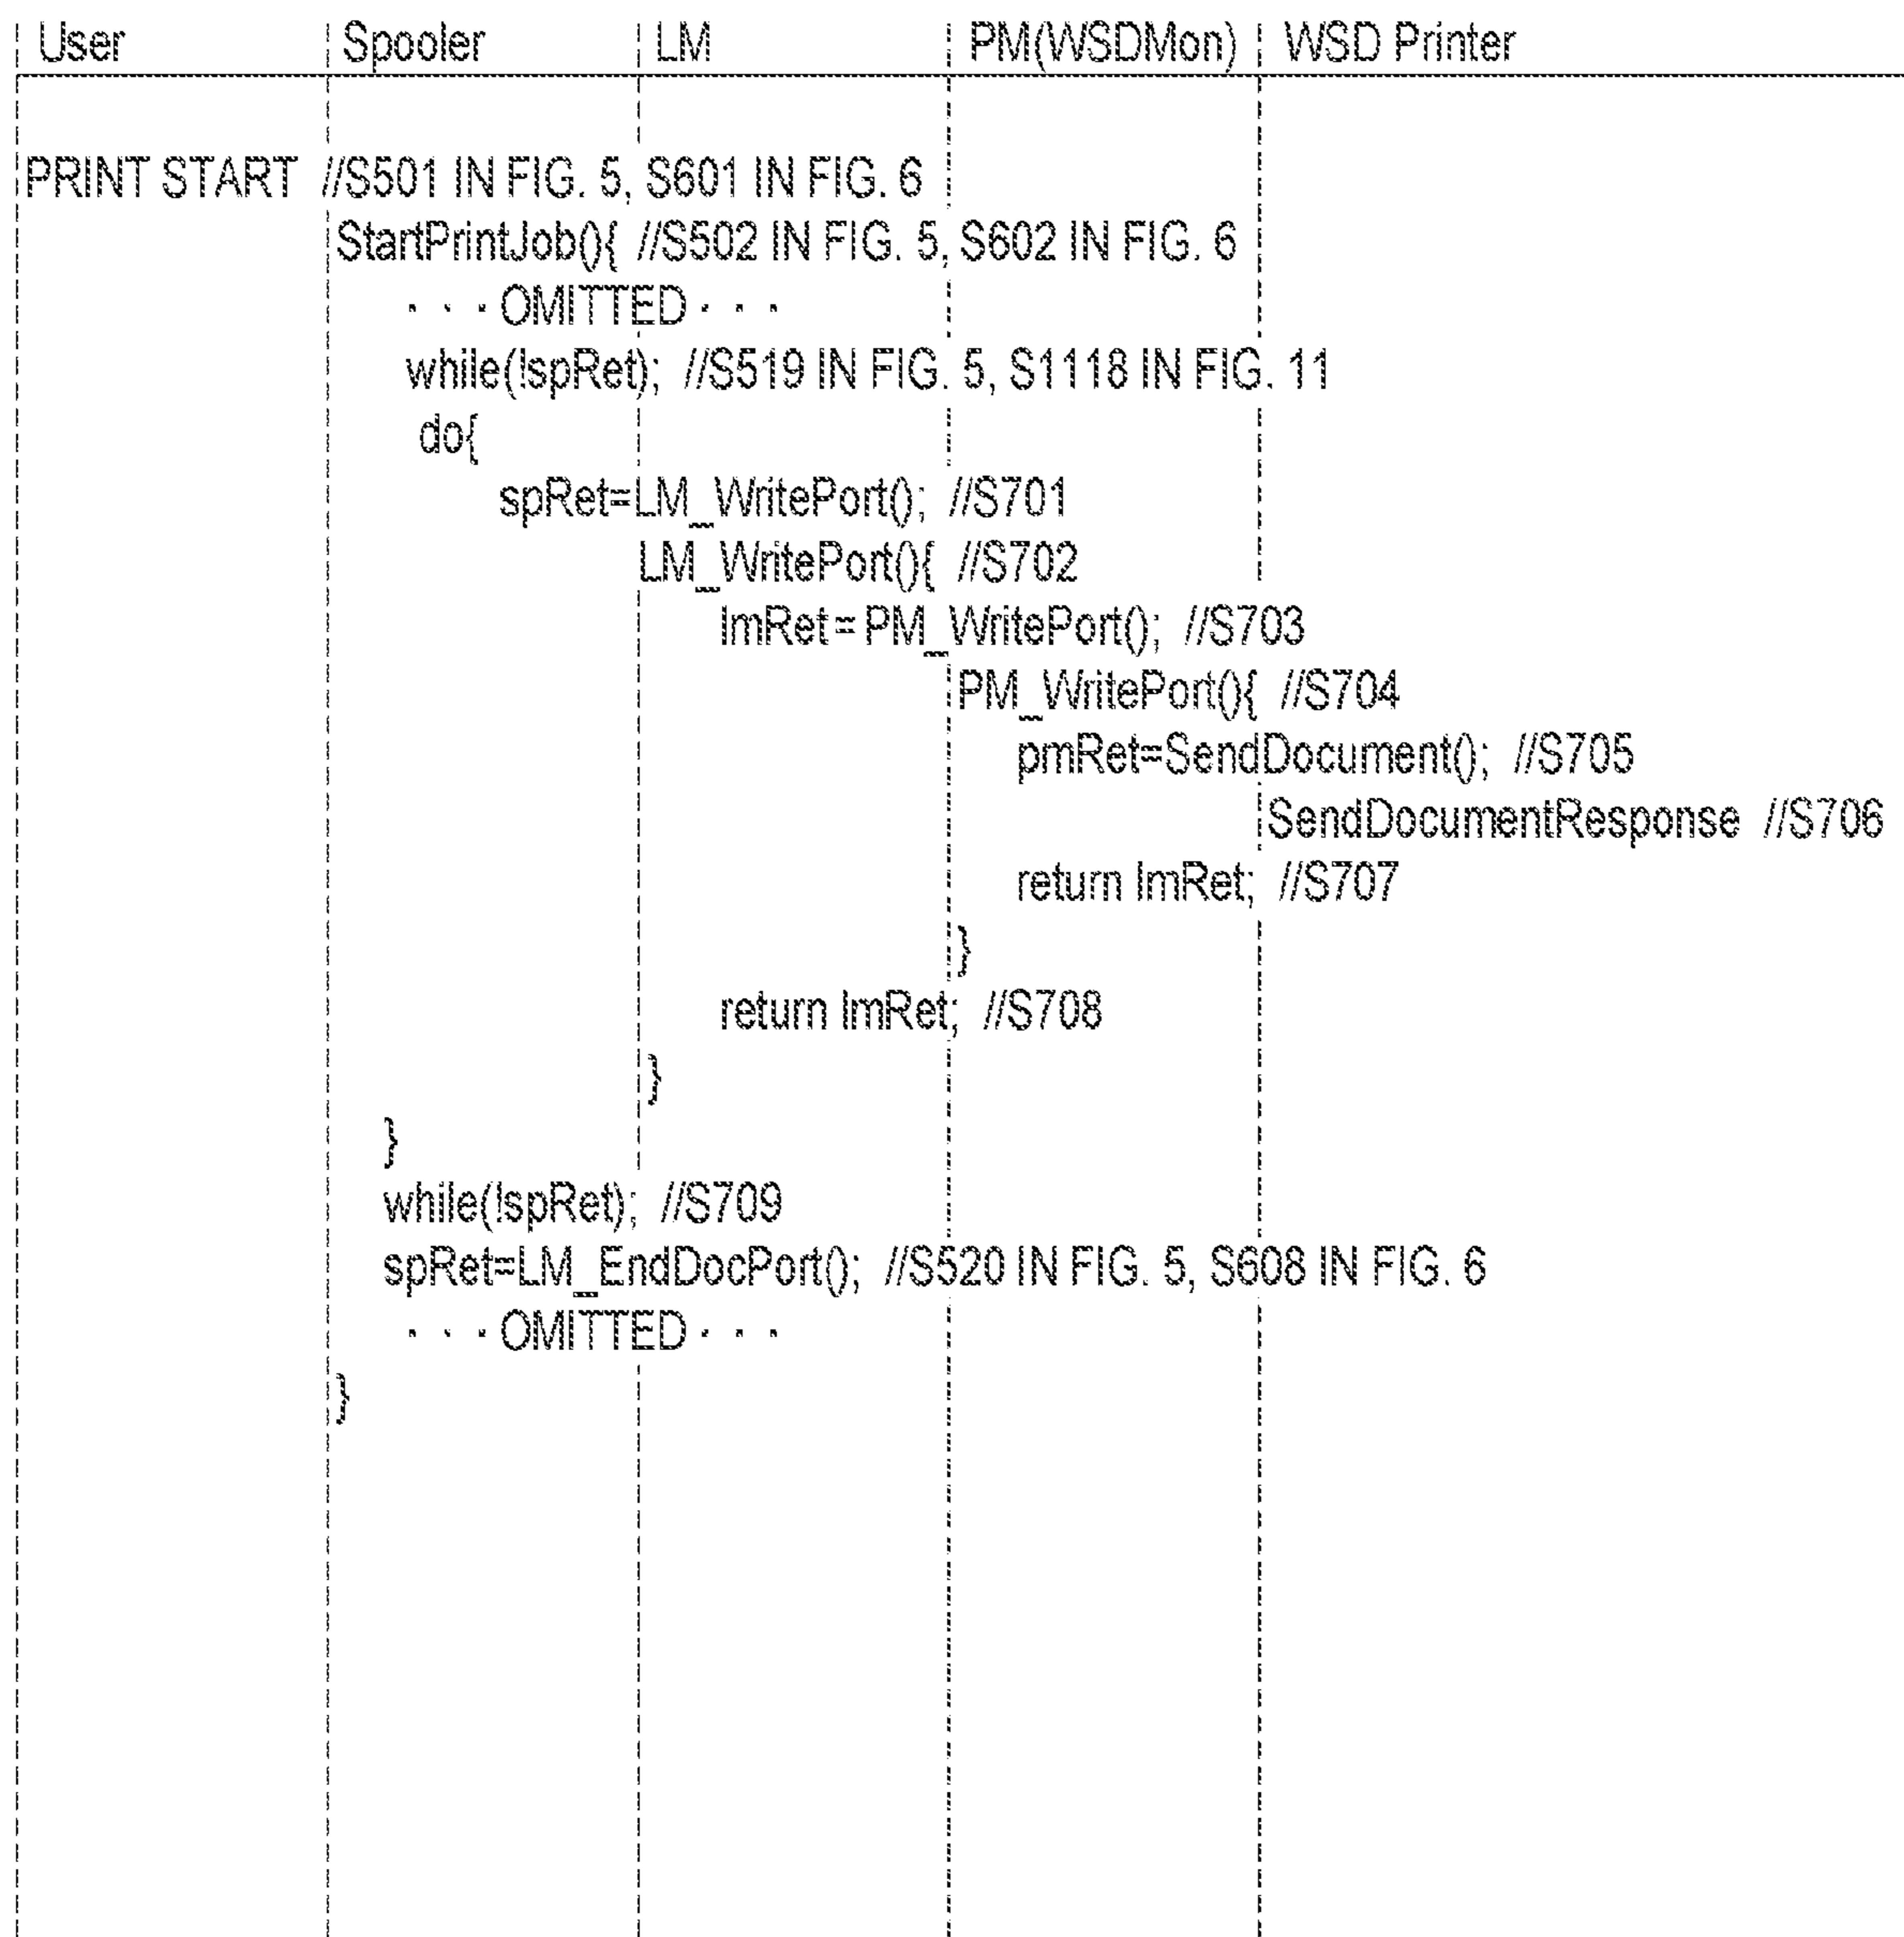 User Spooler LM PM(WSDMon) WSD Printer
PRINT START //S501 IN FIG. 5, S601 IN FIG. 6
StartPrintJob(){ //S502 IN FIG. 5, S602 IN FIG. 6
· · · OMITTED · · ·
while(!spRet); //S519 IN FIG. 5, S1118 IN FIG. 11
do{
spRet=LM_WritePort(); //S701
LM_WritePort(){ //S702
lmRet = PM_WritePort(); //S703
PM_WritePort(){ //S704
pmRet=SendDocument(); //S705
SendDocumentResponse //S706
return lmRet; //S707
}
return lmRet; //S708
}
}
while(!spRet); //S709
spRet=LM_EndDocPort(); //S520 IN FIG. 5, S608 IN FIG. 6
· · · OMITTED · · ·
}